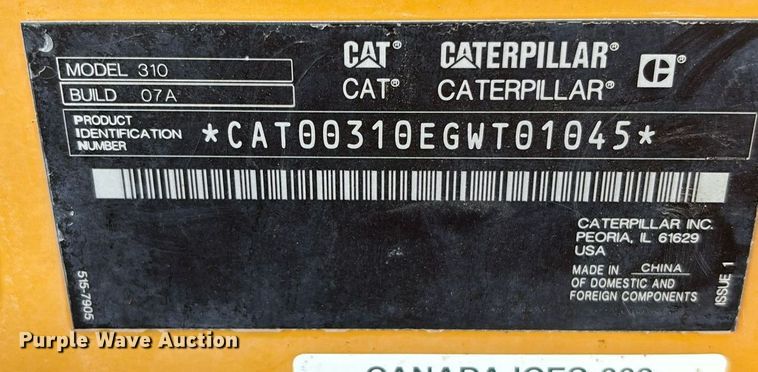 CAT® CATERPILLAR® C®
CAT® CATERPILLAR®
MODEL 310
BUILD 07A
PRODUCT
IDENTIFICATION
NUMBER
*CAT00310EGWT01045*
CATERPILLAR INC.
PEORIA, IL 61629
USA
MADE IN CHINA
OF DOMESTIC AND
FOREIGN COMPONENTS
515-7905
ISSUE 1
Purple Wave Auction